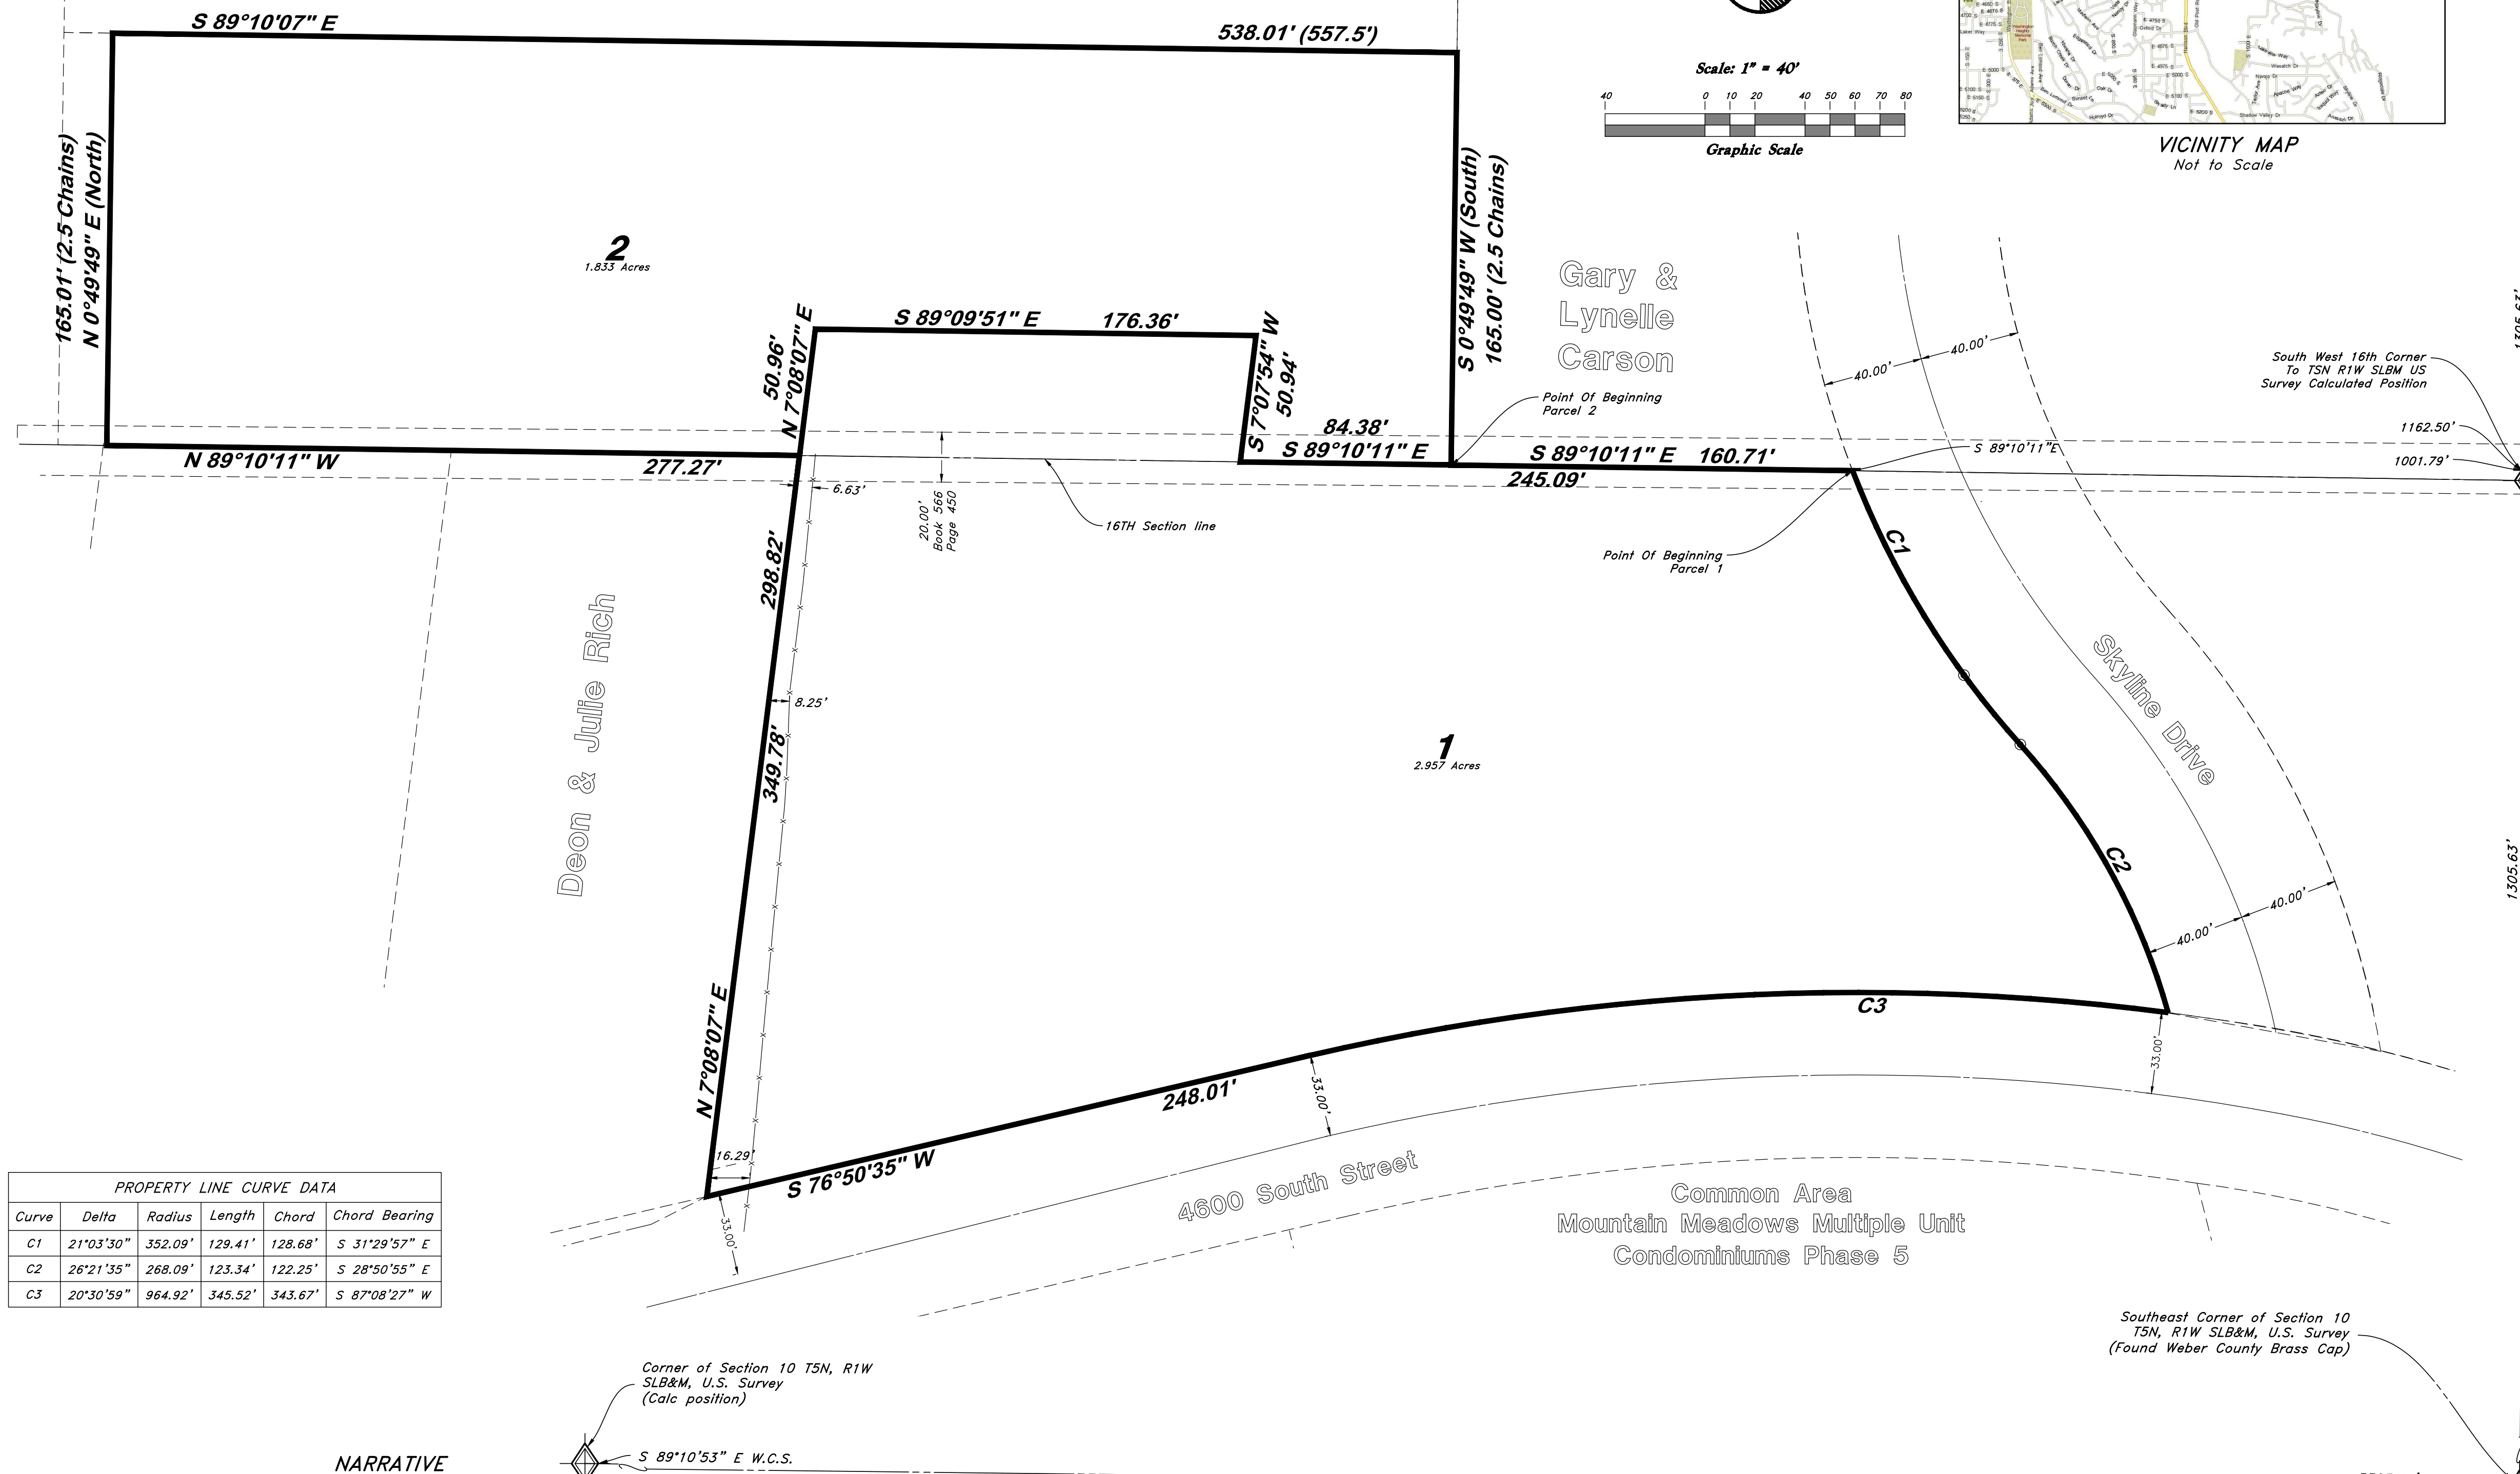 S 89°10'07" E
538.01' (557.5')
165.01' (2.5 Chains)
N 0°49'49" E (North)
2
1.833 Acres
S 0°49'49" W (South)
165.00' (2.5 Chains)
50.96'
N 7°08'07" E
S 89°09'51" E 176.36'
S 7°07'54" W
50.94'
84.38'
S 89°10'11" E
N 89°10'11" W
277.27'
S 89°10'11" E 160.71'
245.09'
Scale: 1" = 40'
40 0 10 20 40 50 60 70 80
Graphic Scale
VICINITY MAP
Not to Scale
Gary &
Lynelle
Carson
Point Of Beginning
Parcel 2
40.00'
40.00'
South West 16th Corner
To TSN R1W SLBM US
Survey Calculated Position
1162.50'
1001.79'
1305.63'
S 89°10'11"E
6.63'
20.00'
Book 566
Page 450
16TH Section line
Point Of Beginning
Parcel 1
C1
298.82'
8.25'
349.78'
N 7°08'07" E
Deon & Julie Rich
1
2.957 Acres
Skyline Drive
C2
40.00'
40.00'
1305.63'
C3
33.00'
33.00'
248.01'
S 76°50'35" W
16.29'
33.00'
4600 South Street
Common Area
Mountain Meadows Multiple Unit
Condominiums Phase 5
PROPERTY LINE CURVE DATA
Curve Delta Radius Length Chord Chord Bearing
C1 21°03'30" 352.09' 129.41' 128.68' S 31°29'57" E
C2 26°21'35" 268.09' 123.34' 122.25' S 28°50'55" E
C3 20°30'59" 964.92' 345.52' 343.67' S 87°08'27" W
Southeast Corner of Section 10
T5N, R1W SLB&M, U.S. Survey
(Found Weber County Brass Cap)
Corner of Section 10 T5N, R1W
SLB&M, U.S. Survey
(Calc position)
S 89°10'53" E W.C.S.
NARRATIVE